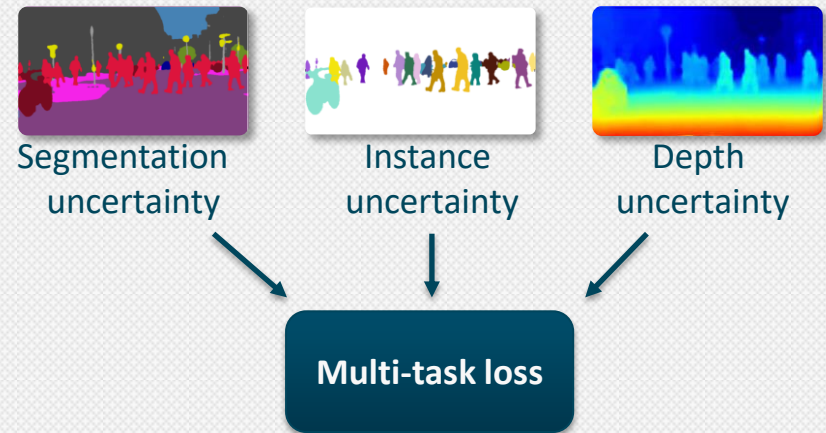 Segmentation
uncertainty
Instance
uncertainty
Depth
uncertainty
Multi-task loss